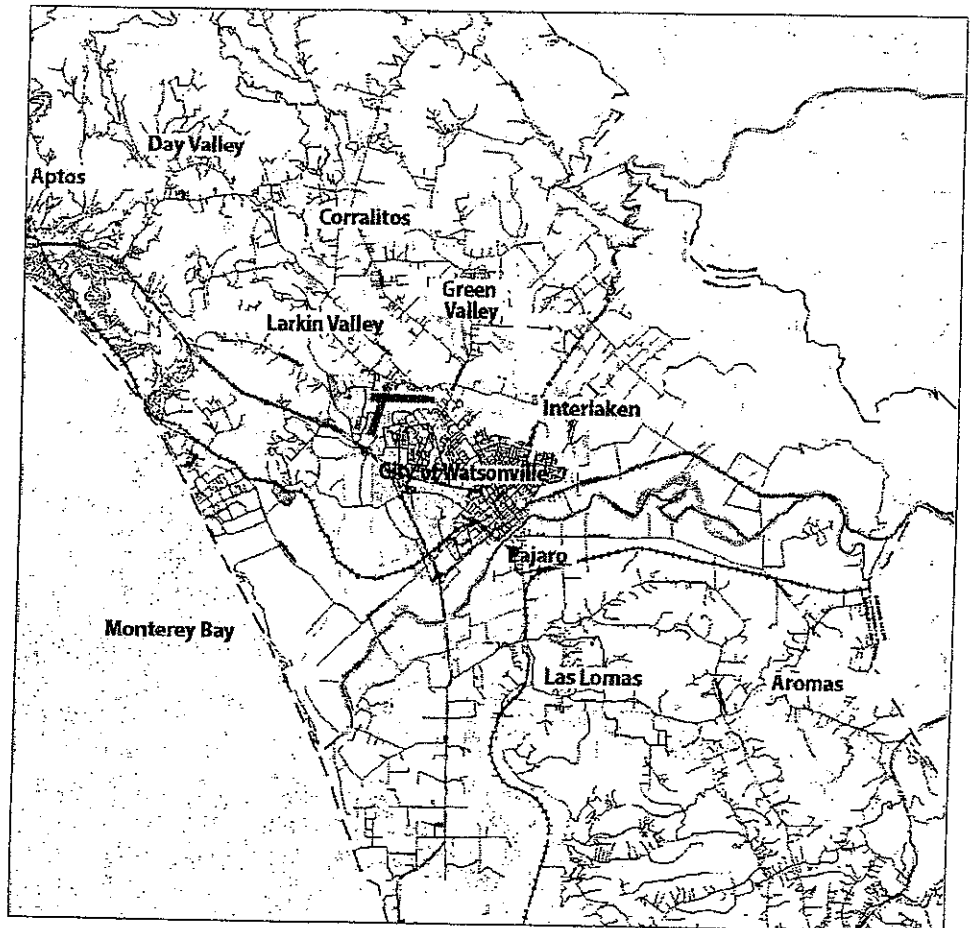 Day Valley
Aptos
Corralitos
Green
Valley
Larkin Valley
Interlaken
City of Watsonville
Pajaro
Monterey Bay
Las Lomas
Aromas